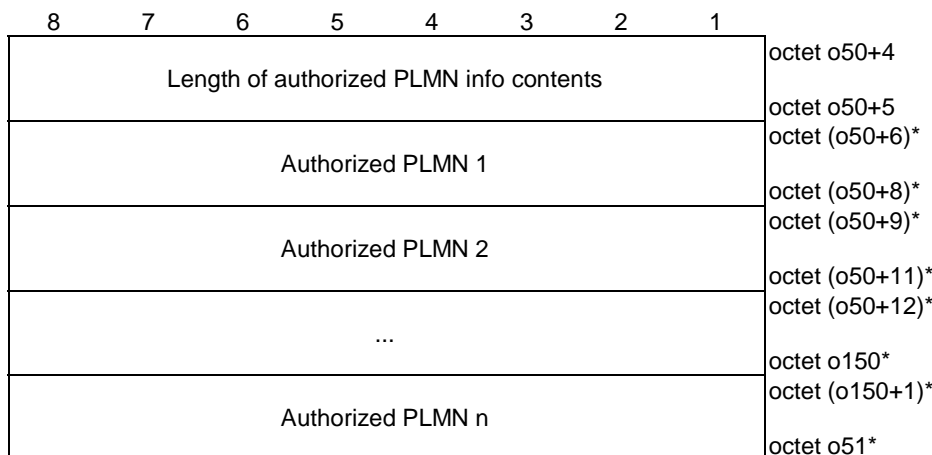 8 7 6 5 4 3 2 1
octet o50+4
Length of authorized PLMN info contents
octet o50+5
octet (o50+6)*
Authorized PLMN 1
octet (o50+8)*
octet (o50+9)*
Authorized PLMN 2
octet (o50+11)*
octet (o50+12)*
...
octet o150*
octet (o150+1)*
Authorized PLMN n
octet o51*